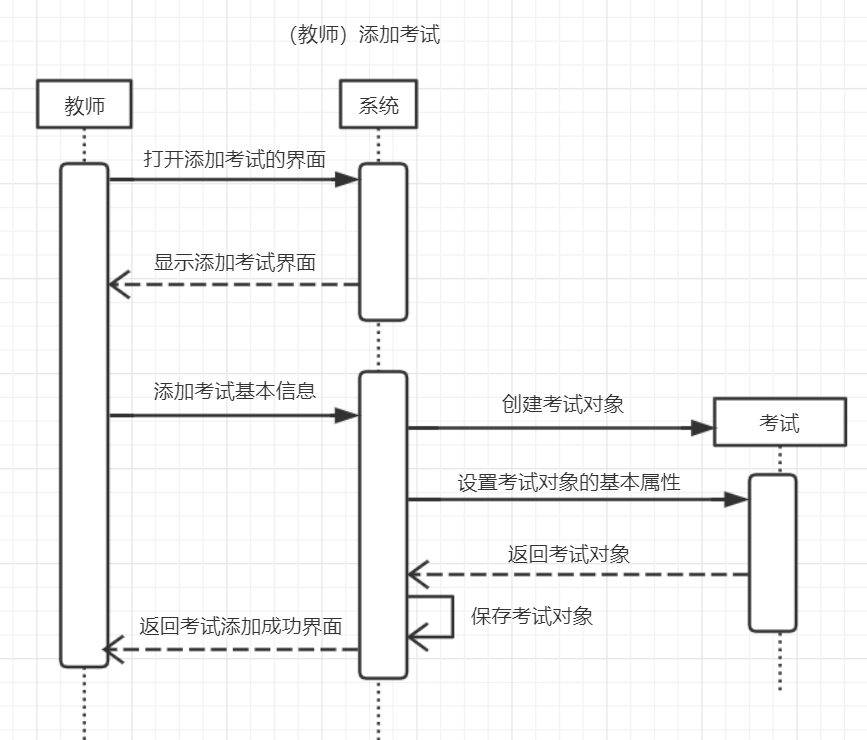 （教师）添加考试
教师
系统
打开添加考试的界面
显示添加考试界面
添加考试基本信息
创建考试对象
考试
设置考试对象的基本属性
返回考试对象
保存考试对象
返回考试添加成功界面